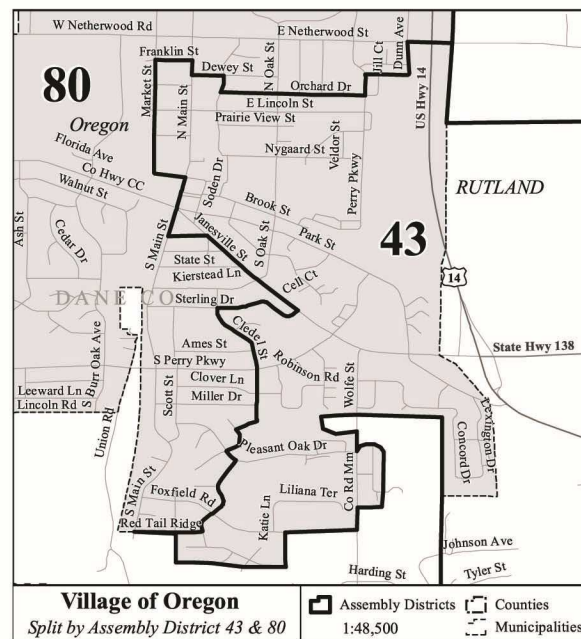 W Netherwood Rd
E Netherwood St
Franklin St
Dewey St
N Oak St
Orchard Dr
Jill Ct
Dunn Ave
80
Market St
N Main St
E Lincoln St
Prairie View St
US Hwy 14
Oregon
Florida Ave
Nygaard St
Veldor St
Perry Pkwy
Co Hwy CC
Walnut St
Soden Dr
Brook St
RUTLAND
Ash St
Cedar Dr
S Main St
Janesville St
S Oak St
Park St
43
State St
Kierstead Ln
Cell Ct
14
DANE CO
Sterling Dr
Clede l St
State Hwy 138
S Burr Oak Ave
Ames St
S Perry Pkwy
Robinson Rd
Wolfe St
Leeward Ln
Lincoln Rd
Clover Ln
Miller Dr
Scott St
Union Rd
Pleasant Oak Dr
Concord Dr
Lexington Dr
S Main St
Foxfield Rd
Liliana Ter
Katie Ln
Co Rd Mm
Red Tail Ridge
Johnson Ave
Harding St
Tyler St
Village of Oregon
Split by Assembly District 43 & 80
Assembly Districts
Counties
1:48,500
Municipalities